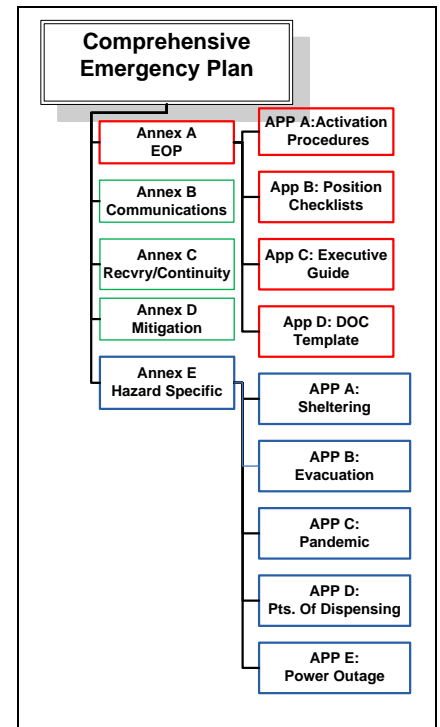 Comprehensive
Emergency Plan
Annex A
EOP
APP A:Activation
Procedures
App B: Position
Checklists
Annex B
Communications
Annex C
Recvry/Continuity
App C: Executive
Guide
Annex D
Mitigation
App D: DOC
Template
Annex E
Hazard Specific
APP A:
Sheltering
APP B:
Evacuation
APP C:
Pandemic
APP D:
Pts. Of Dispensing
APP E:
Power Outage